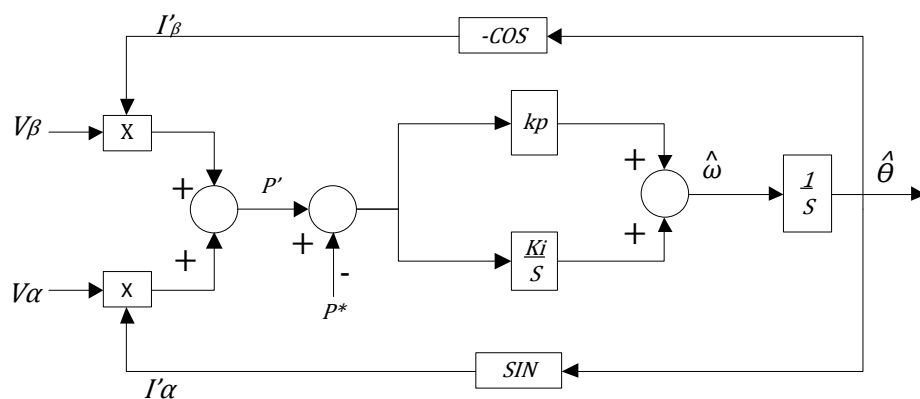 I'β
-COS
Vβ
X
kp
+
+
P'
+
ω̂
1
S
θ̂
+
+
+
Ki
S
Vα
X
-
P*
SIN
I'α